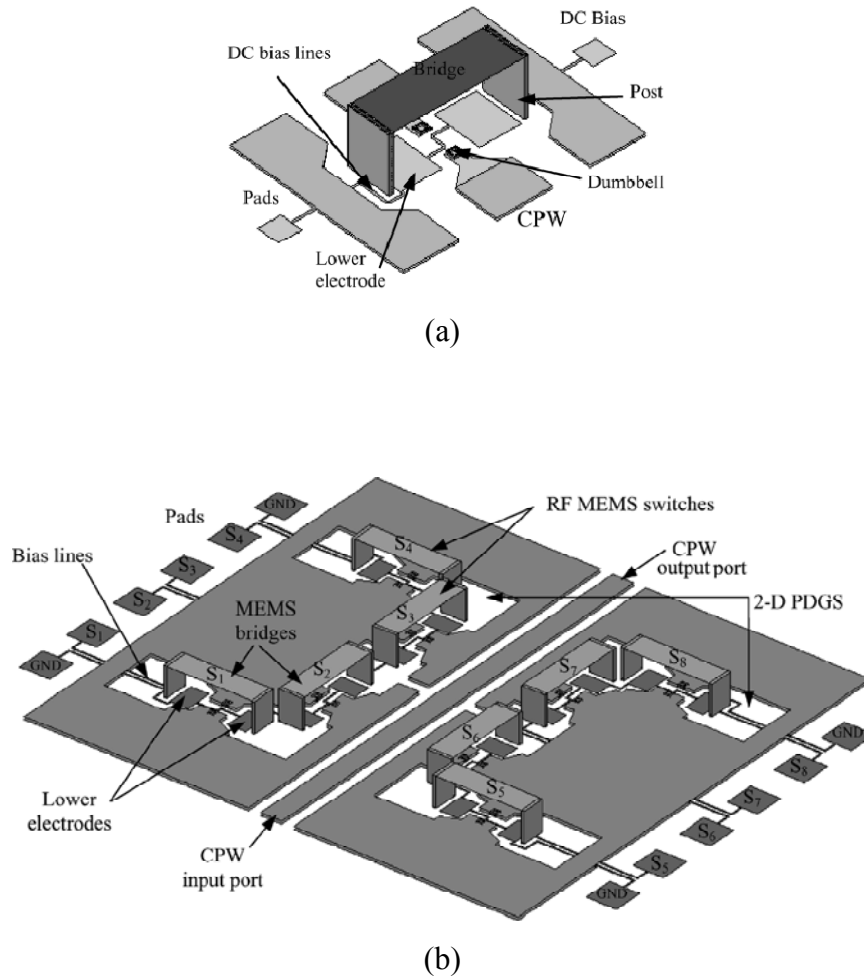 DC Bias
DC bias lines
Bridge
Post
Dumbbell
Pads
CPW
Lower
electrode
(a)
RF MEMS switches
Pads
GND
S4
S4
CPW
output port
Bias lines
S3
S2
S3
2-D PDGS
MEMS
bridges
S1
GND
S1
S2
S7
S8
S6
GND
S8
S5
S7
Lower
electrodes
S6
CPW
input port
S5
GND
(b)